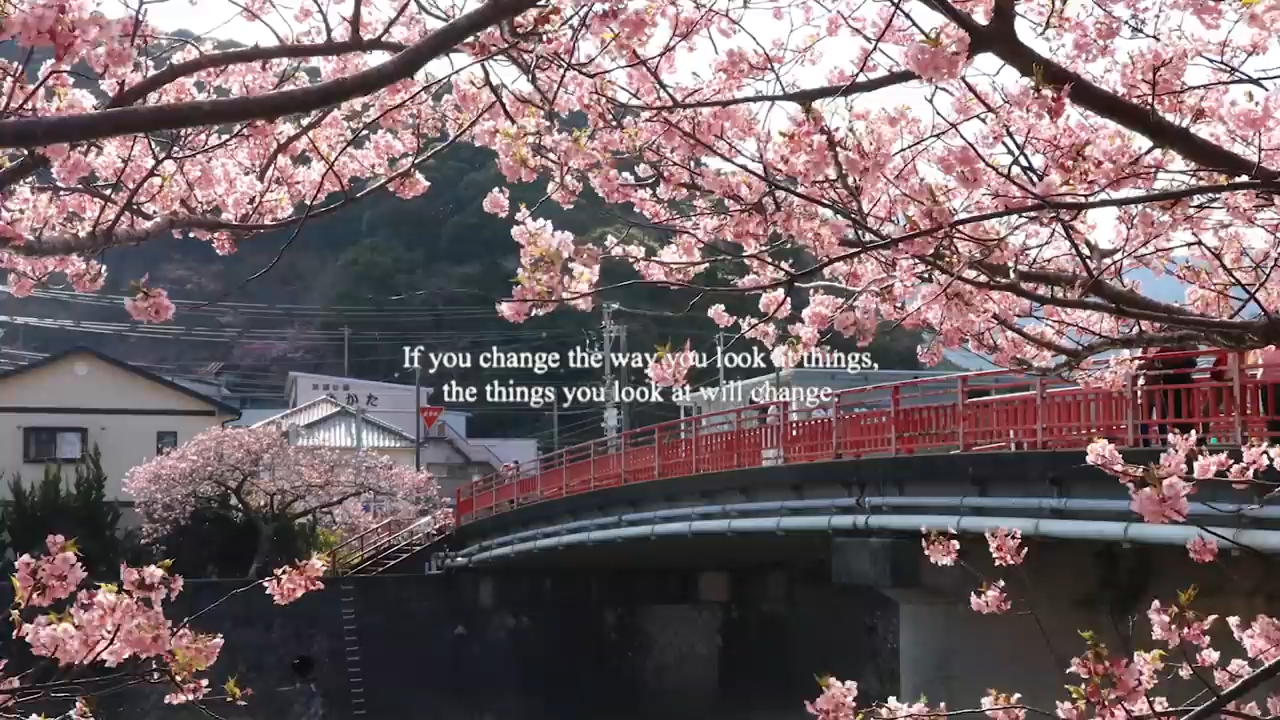 If you change the way you look at things,
the things you look at will change.
かた